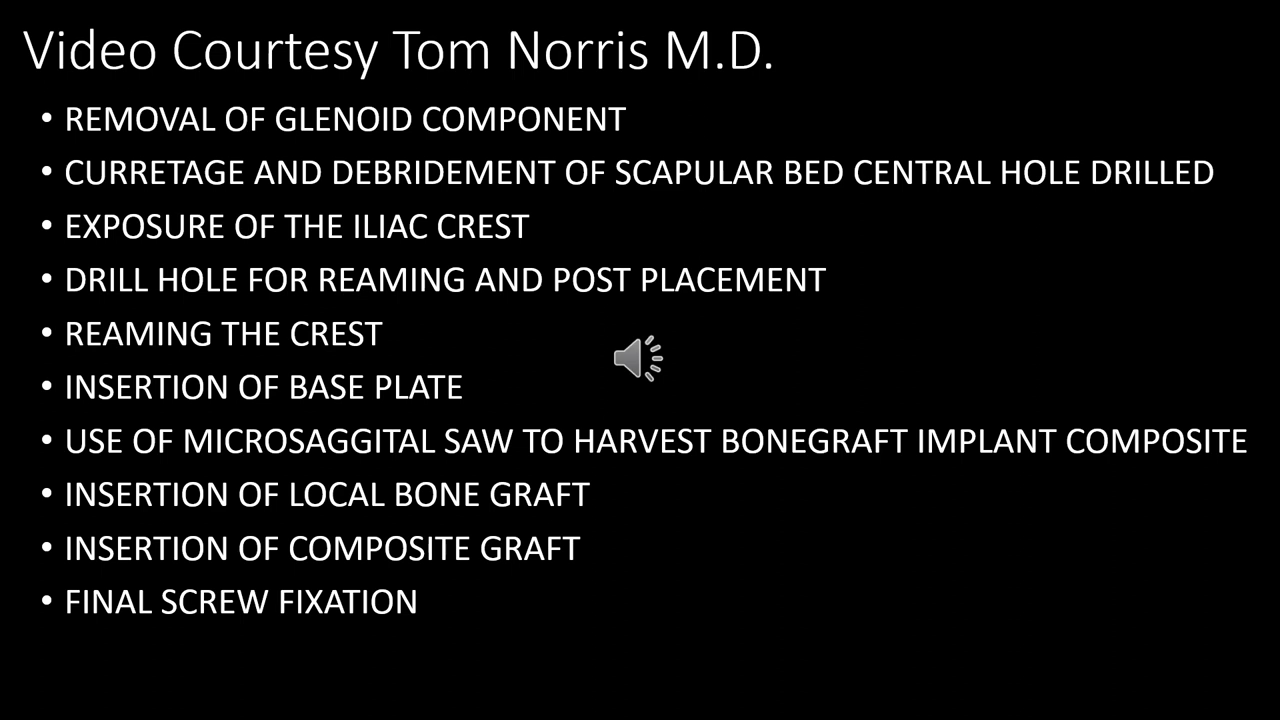 Video Courtesy Tom Norris M.D.
• REMOVAL OF GLENOID COMPONENT
• CURRETAGE AND DEBRIDEMENT OF SCAPULAR BED CENTRAL HOLE DRILLED
• EXPOSURE OF THE ILIAC CREST
• DRILL HOLE FOR REAMING AND POST PLACEMENT
• REAMING THE CREST
• INSERTION OF BASE PLATE
• USE OF MICROSAGGITAL SAW TO HARVEST BONEGRAFT IMPLANT COMPOSITE
• INSERTION OF LOCAL BONE GRAFT
• INSERTION OF COMPOSITE GRAFT
• FINAL SCREW FIXATION